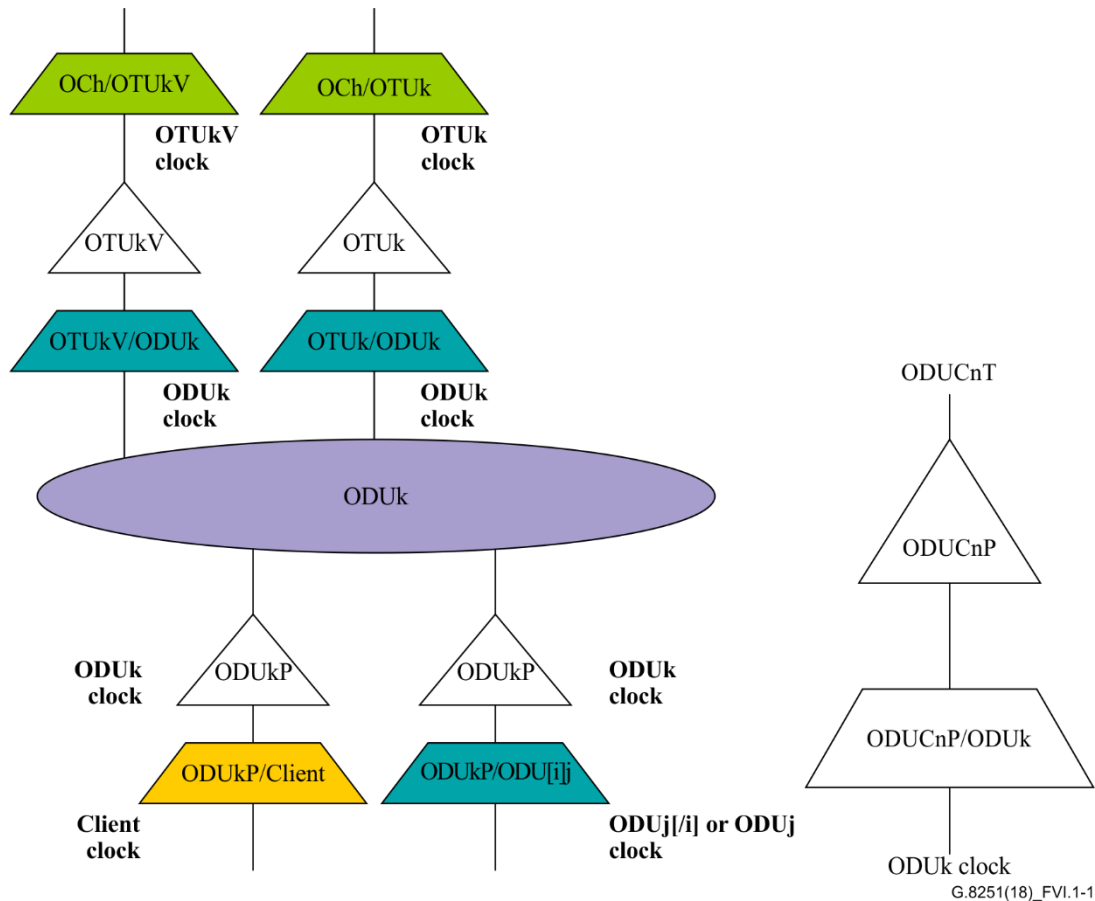 OCh/OTUkV
OCh/OTUk
OTUkV
clock
OTUk
clock
OTUkV
OTUk
OTUkV/ODUk
OTUk/ODUk
ODUk
clock
ODUk
clock
ODUk
ODUkP
ODUkP
ODUk
clock
ODUk
clock
ODUkP/Client
ODUkP/ODU[i]j
Client
clock
ODUj[/i] or ODUj
clock
ODUCnT
ODUCnP
ODUCnP/ODUk
ODUk clock
G.8251(18)_FVI.1-1